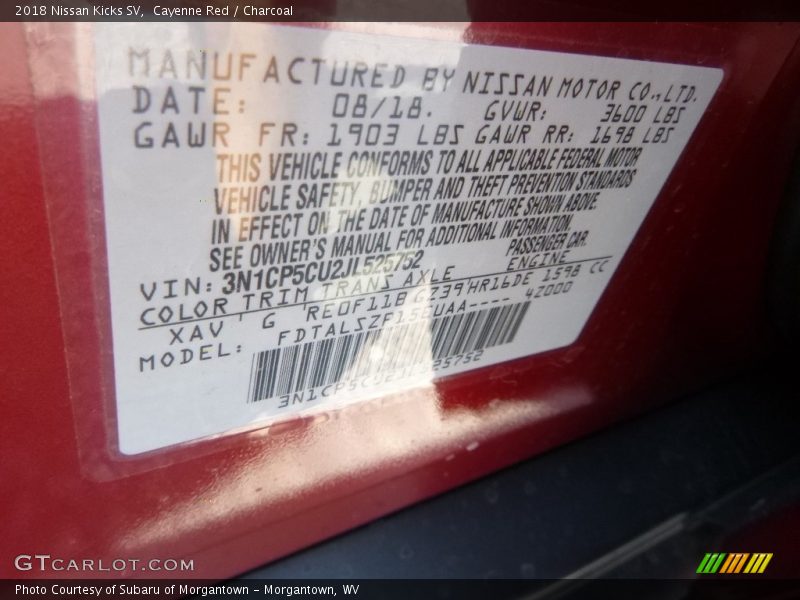 2018 Nissan Kicks SV, Cayenne Red / Charcoal
MANUFACTURED BY NISSAN MOTOR CO., LTD.
DATE: 08/18. GVWR: 3600 LBS
GAWR FR: 1903 LBS GAWR RR: 1698 LBS
THIS VEHICLE CONFORMS TO ALL APPLICABLE FEDERAL MOTOR
VEHICLE SAFETY, BUMPER AND THEFT PREVENTION STANDARDS
IN EFFECT ON THE DATE OF MANUFACTURE SHOWN ABOVE.
SEE OWNER'S MANUAL FOR ADDITIONAL INFORMATION.
VIN: 3N1CP5CU2JL525752 PASSENGER CAR.
COLOR TRIM TRANS AXLE ENGINE
XAV G RE0F11B GZ39 HR16DE 1598 CC
MODEL: 42000
3N1CP5CU2JL525752
GTCARLOT.COM
Photo Courtesy of Subaru of Morgantown - Morgantown, WV